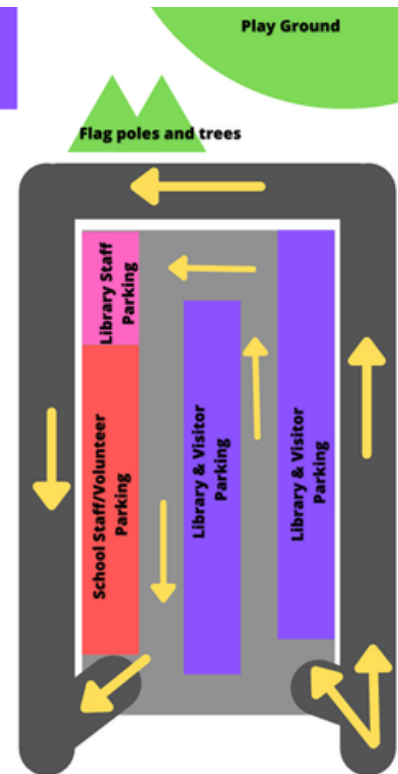 Play Ground
Flag poles and trees
Library Staff
Parking
School Staff/Volunteer
Parking
Library & Visitor
Parking
Library & Visitor
Parking